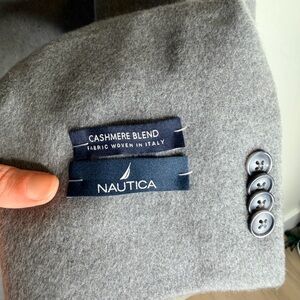 CASHMERE BLEND
FABRIC WOVEN IN ITALY
NAUTICA